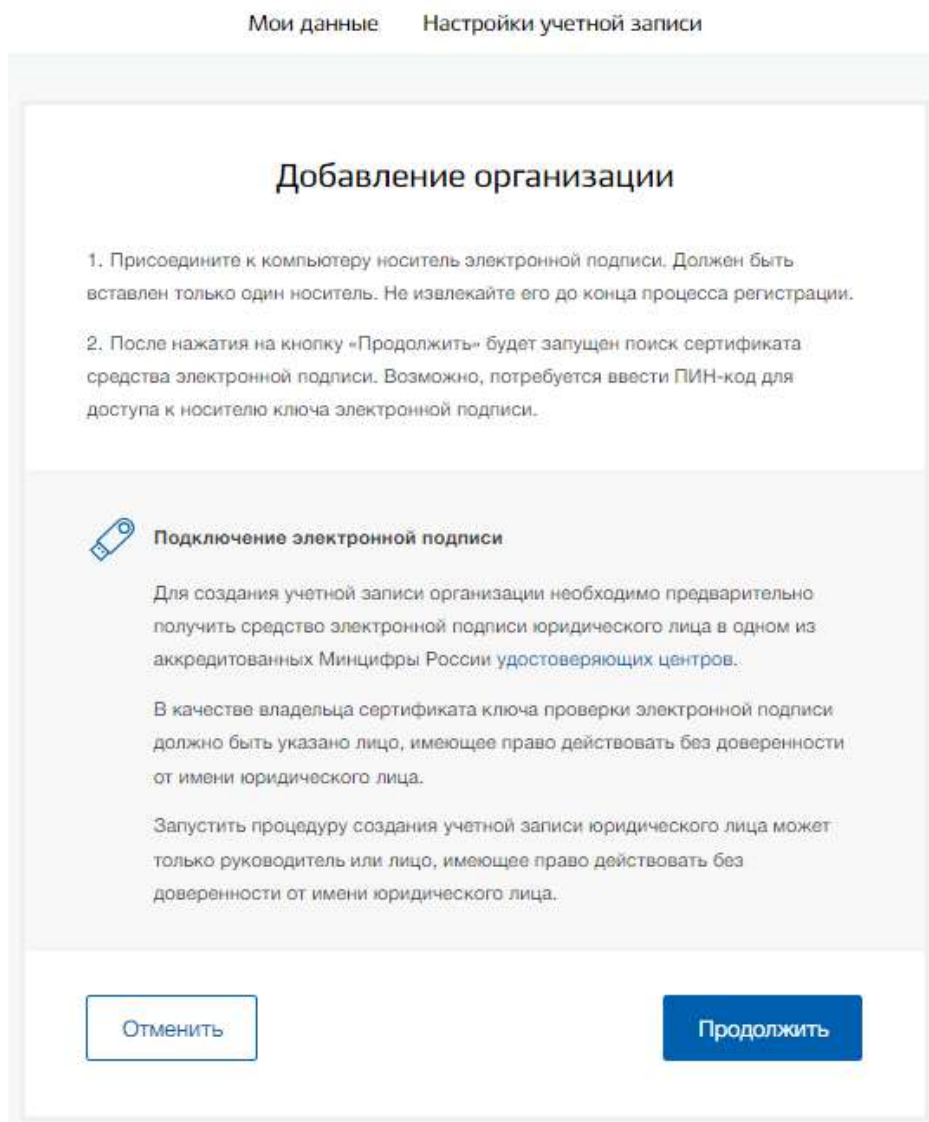 Мои данные Настройки учетной записи
Добавление организации
1. Присоедините к компьютеру носитель электронной подписи. Должен быть
вставлен только один носитель. Не извлекайте его до конца процесса регистрации.
2. После нажатия на кнопку «Продолжить» будет запущен поиск сертификата
средства электронной подписи. Возможно, потребуется ввести ПИН-код для
доступа к носителю ключа электронной подписи.
Подключение электронной подписи
Для создания учетной записи организации необходимо предварительно
получить средство электронной подписи юридического лица в одном из
аккредитованных Минцифры России удостоверяющих центров.
В качестве владельца сертификата ключа проверки электронной подписи
должно быть указано лицо, имеющее право действовать без доверенности
от имени юридического лица.
Запустить процедуру создания учетной записи юридического лица может
только руководитель или лицо, имеющее право действовать без
доверенности от имени юридического лица.
Отменить Продолжить